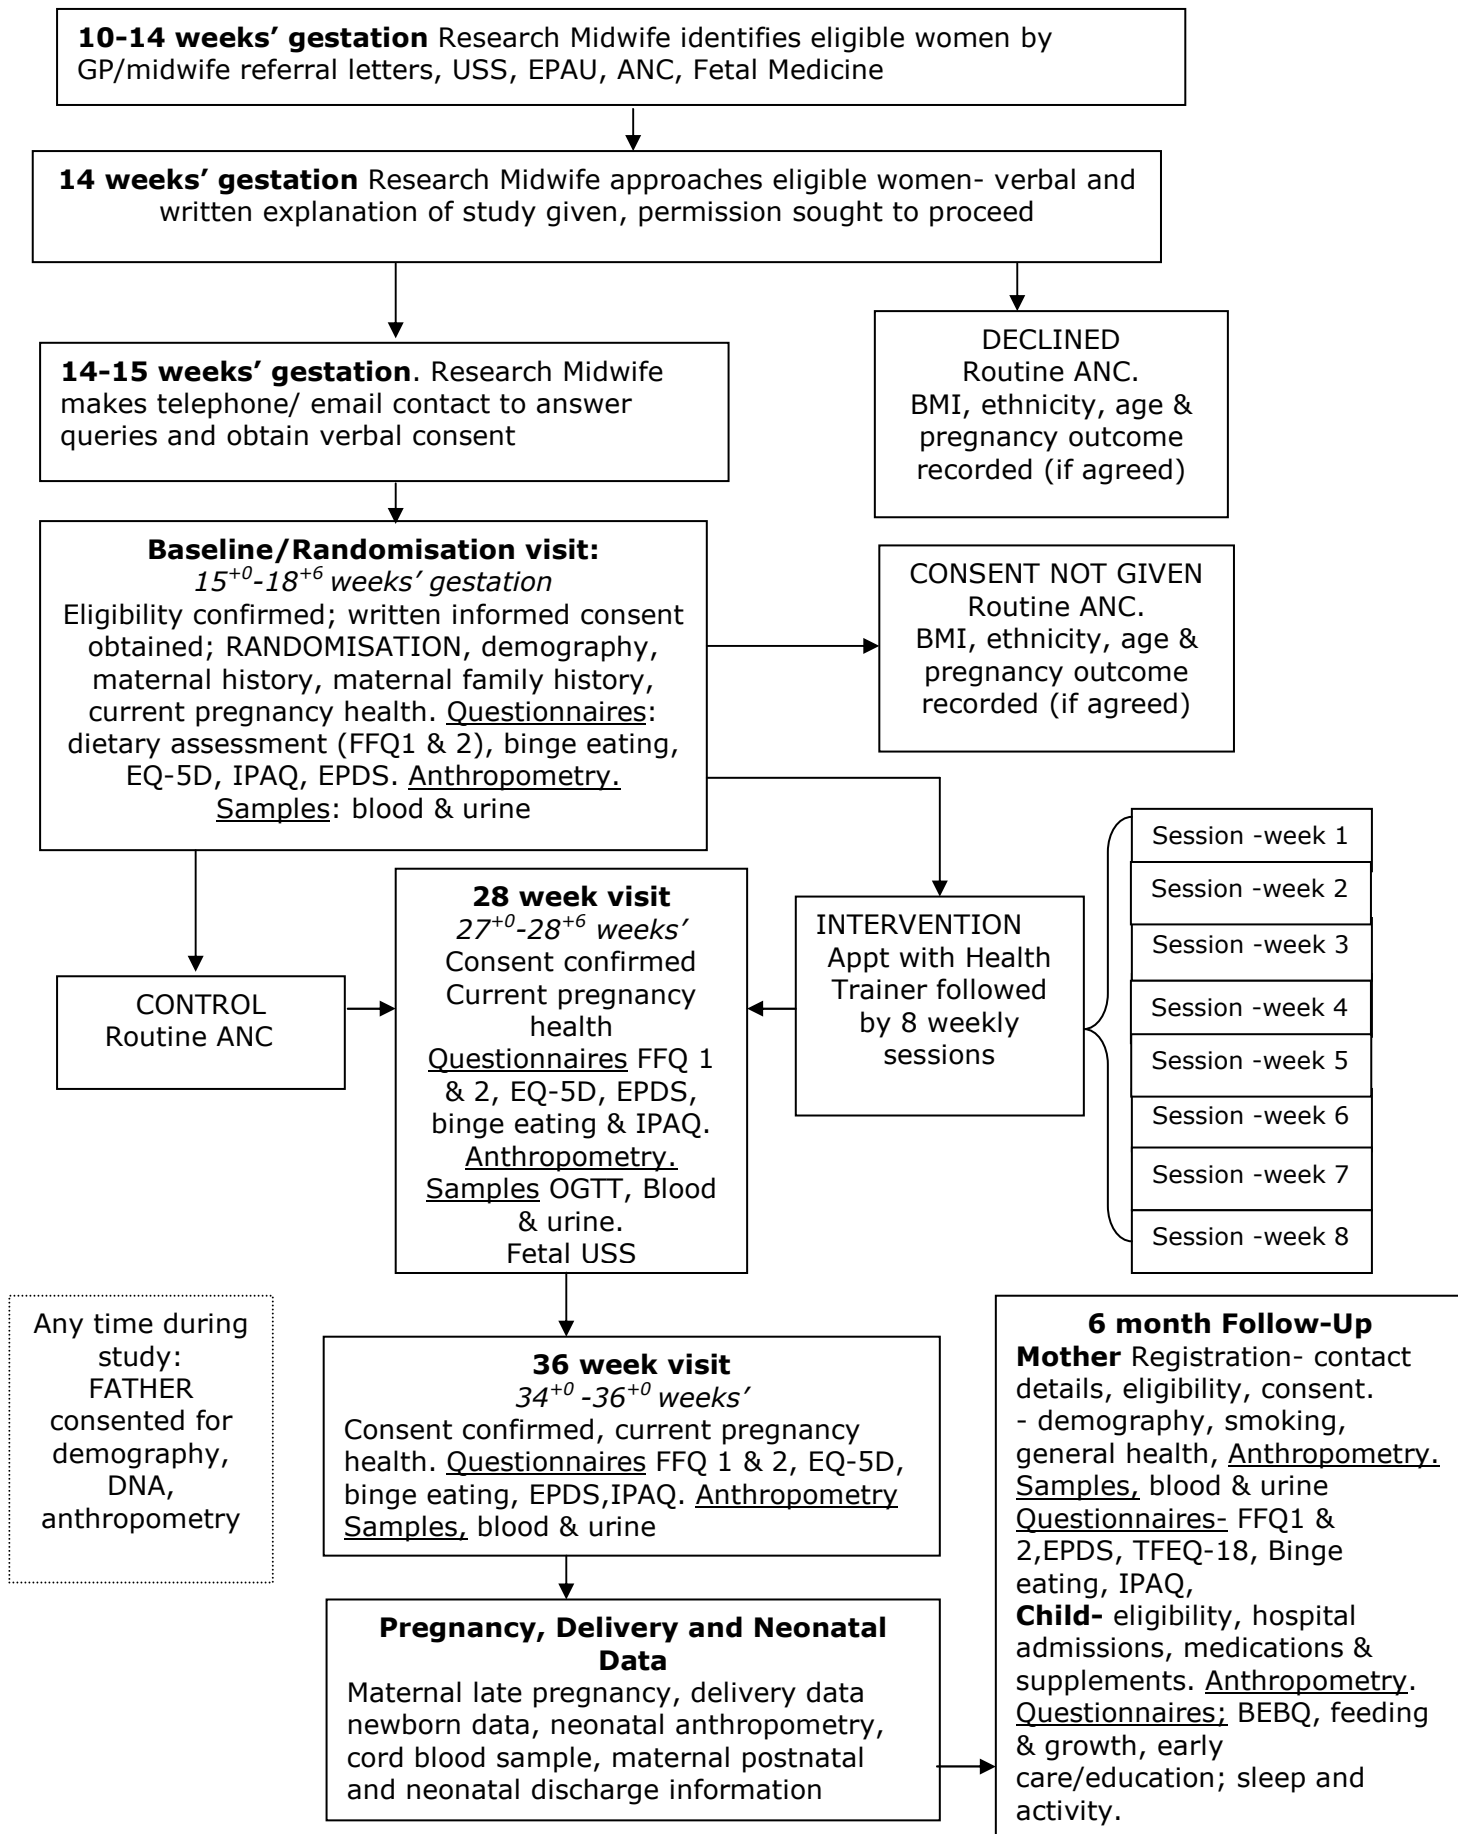 10-14 weeks’ gestation Research Midwife identifies eligible women by
GP/midwife referral letters, USS, EPAU, ANC, Fetal Medicine
14 weeks’ gestation Research Midwife approaches eligible women- verbal and
written explanation of study given, permission sought to proceed
DECLINED
Routine ANC.
BMI, ethnicity, age &
pregnancy outcome
recorded (if agreed)
14-15 weeks’ gestation. Research Midwife
makes telephone/ email contact to answer
queries and obtain verbal consent
Baseline/Randomisation visit:
15+0-18+6 weeks’ gestation
Eligibility confirmed; written informed consent
obtained; RANDOMISATION, demography,
maternal history, maternal family history,
current pregnancy health. Questionnaires:
dietary assessment (FFQ1 & 2), binge eating,
EQ-5D, IPAQ, EPDS. Anthropometry.
Samples: blood & urine
CONSENT NOT GIVEN
Routine ANC.
BMI, ethnicity, age &
pregnancy outcome
recorded (if agreed)
CONTROL
Routine ANC
28 week visit
27+0-28+6 weeks’
Consent confirmed
Current pregnancy
health
Questionnaires FFQ 1
& 2, EQ-5D, EPDS,
binge eating & IPAQ.
Anthropometry.
Samples OGTT, Blood
& urine.
Fetal USS
INTERVENTION
Appt with Health
Trainer followed
by 8 weekly
sessions
Session -week 1
Session -week 2
Session -week 3
Session -week 4
Session -week 5
Session -week 6
Session -week 7
Session -week 8
Any time during
study:
FATHER
consented for
demography,
DNA,
anthropometry
36 week visit
34+0 -36+0 weeks’
Consent confirmed, current pregnancy
health. Questionnaires FFQ 1 & 2, EQ-5D,
binge eating, EPDS,IPAQ. Anthropometry
Samples, blood & urine
Pregnancy, Delivery and Neonatal
Data
Maternal late pregnancy, delivery data
newborn data, neonatal anthropometry,
cord blood sample, maternal postnatal
and neonatal discharge information
6 month Follow-Up
Mother Registration- contact
details, eligibility, consent.
- demography, smoking,
general health, Anthropometry.
Samples, blood & urine
Questionnaires- FFQ1 &
2,EPDS, TFEQ-18, Binge
eating, IPAQ,
Child- eligibility, hospital
admissions, medications &
supplements. Anthropometry.
Questionnaires; BEBQ, feeding
& growth, early
care/education; sleep and
activity.